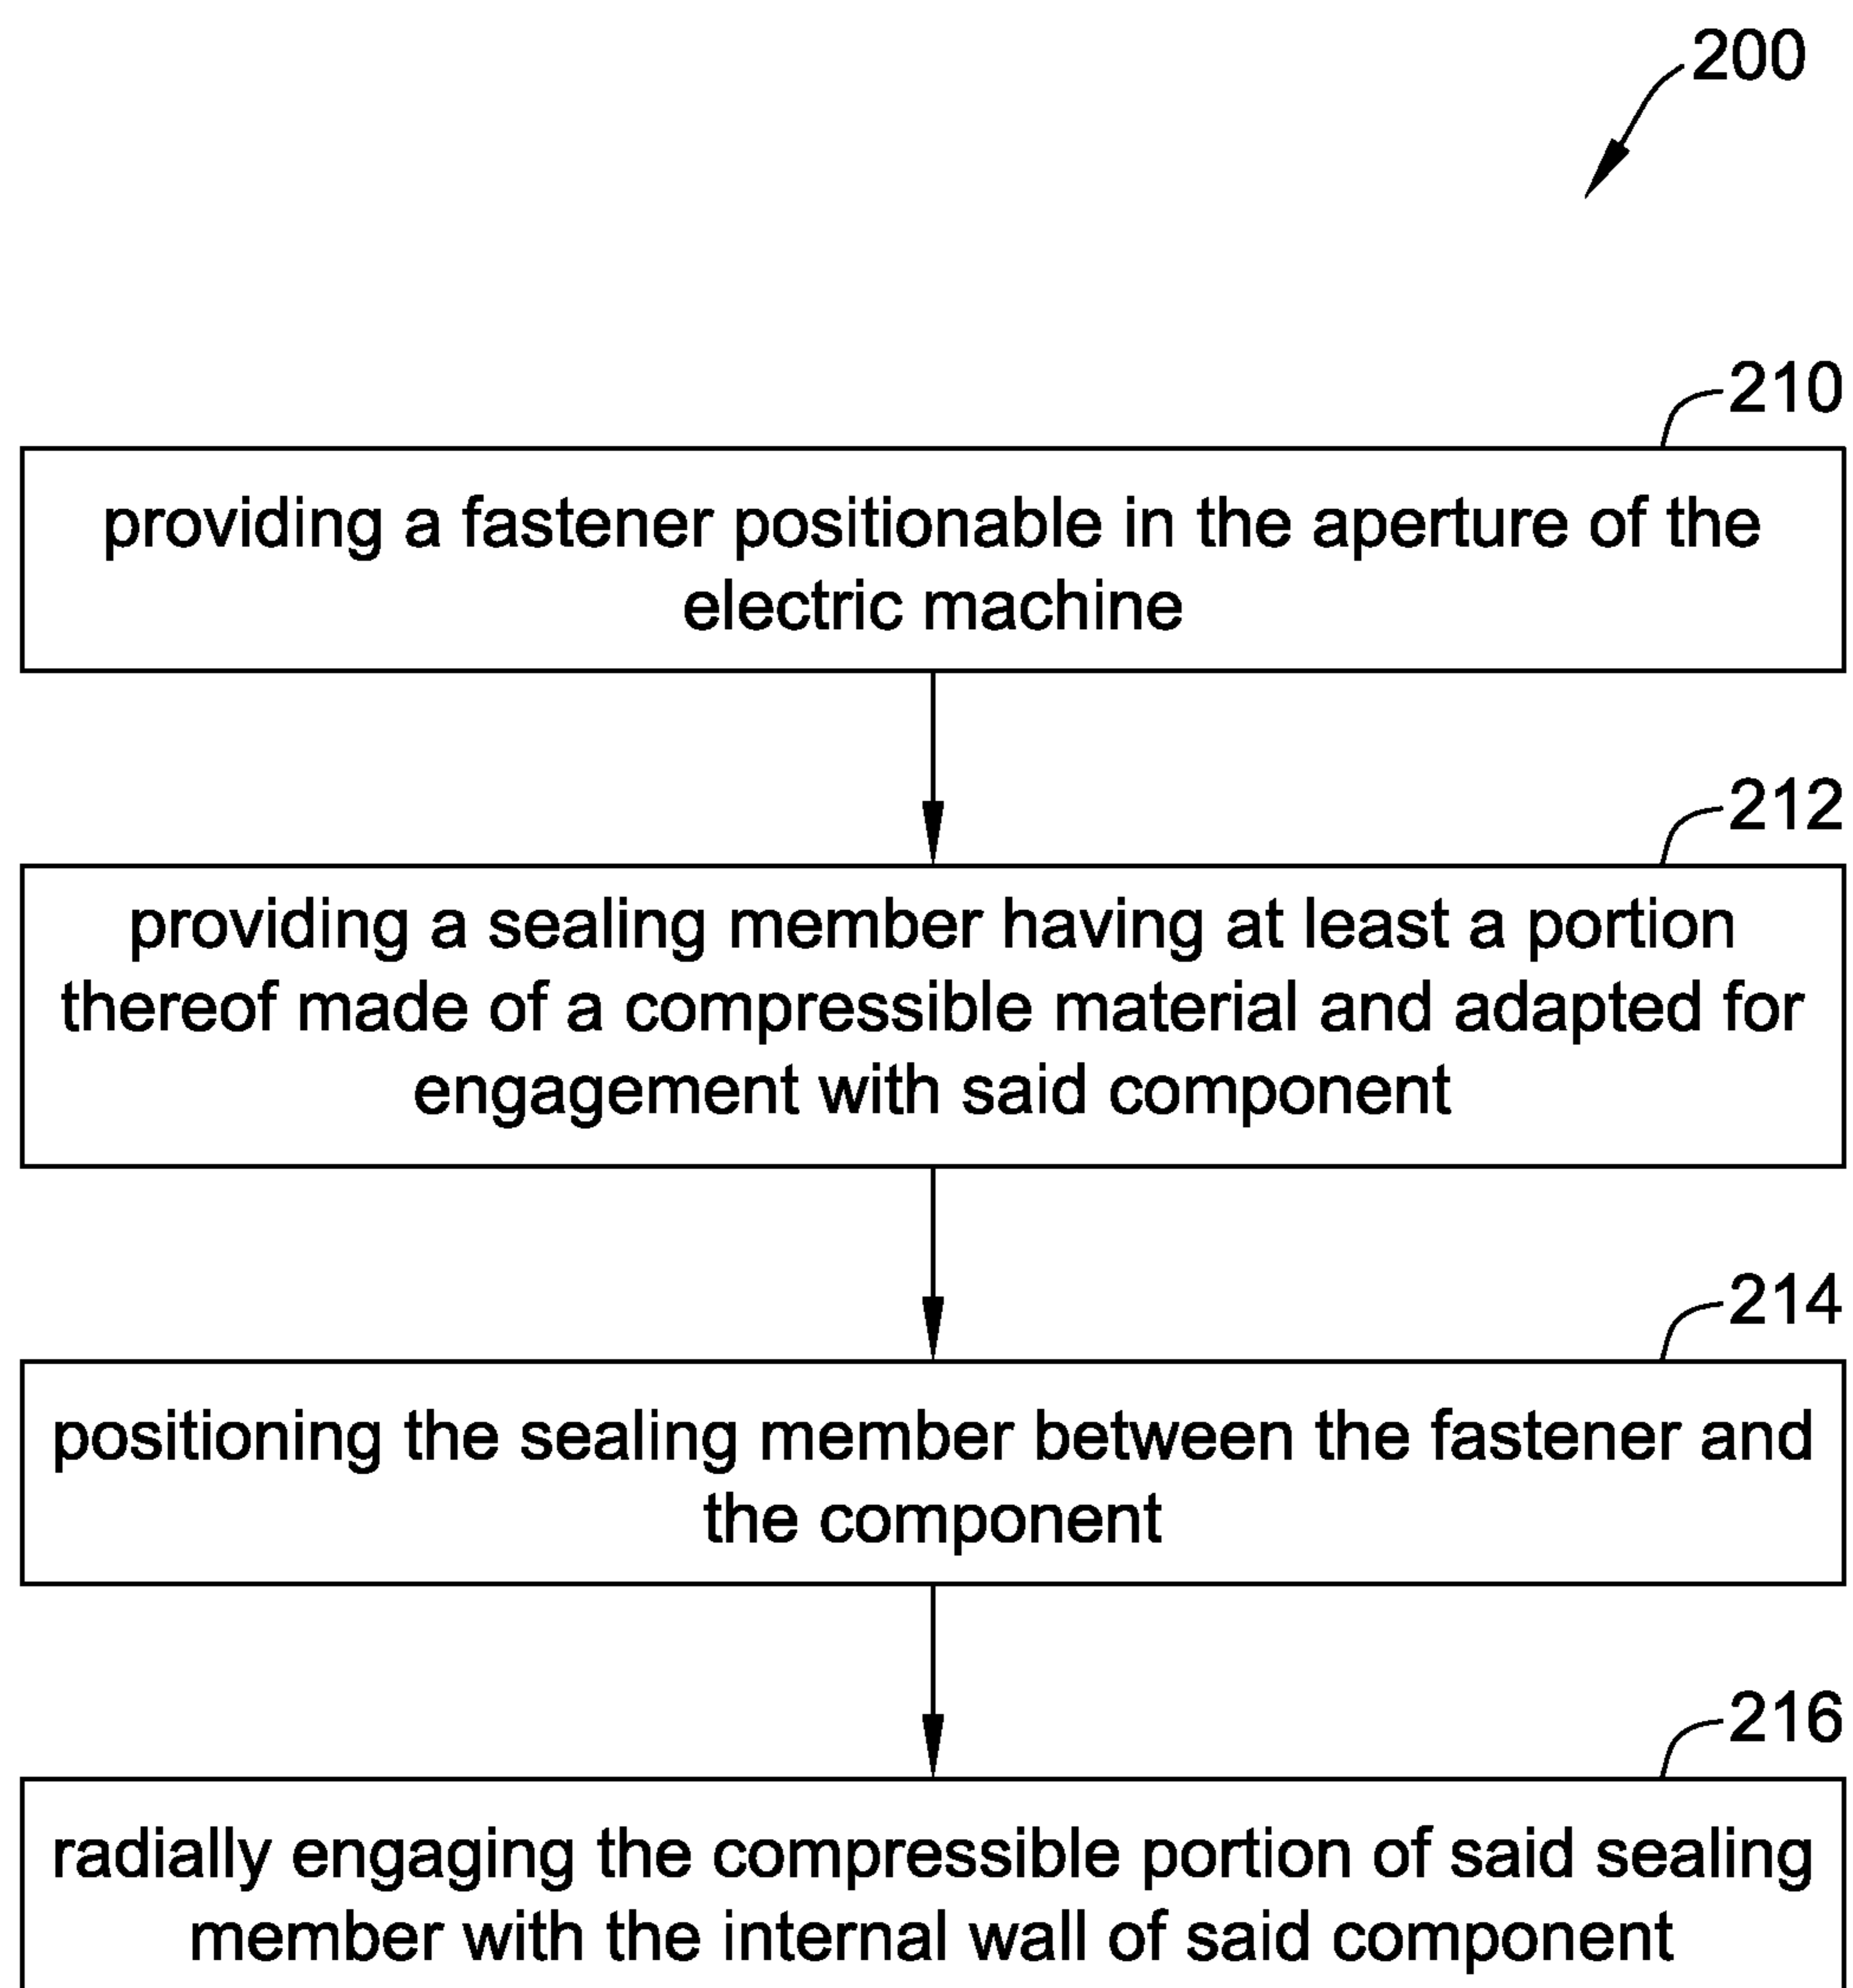 200
210
providing a fastener positionable in the aperture of the
electric machine
212
providing a sealing member having at least a portion
thereof made of a compressible material and adapted for
engagement with said component
214
positioning the sealing member between the fastener and
the component
216
radially engaging the compressible portion of said sealing
member with the internal wall of said component